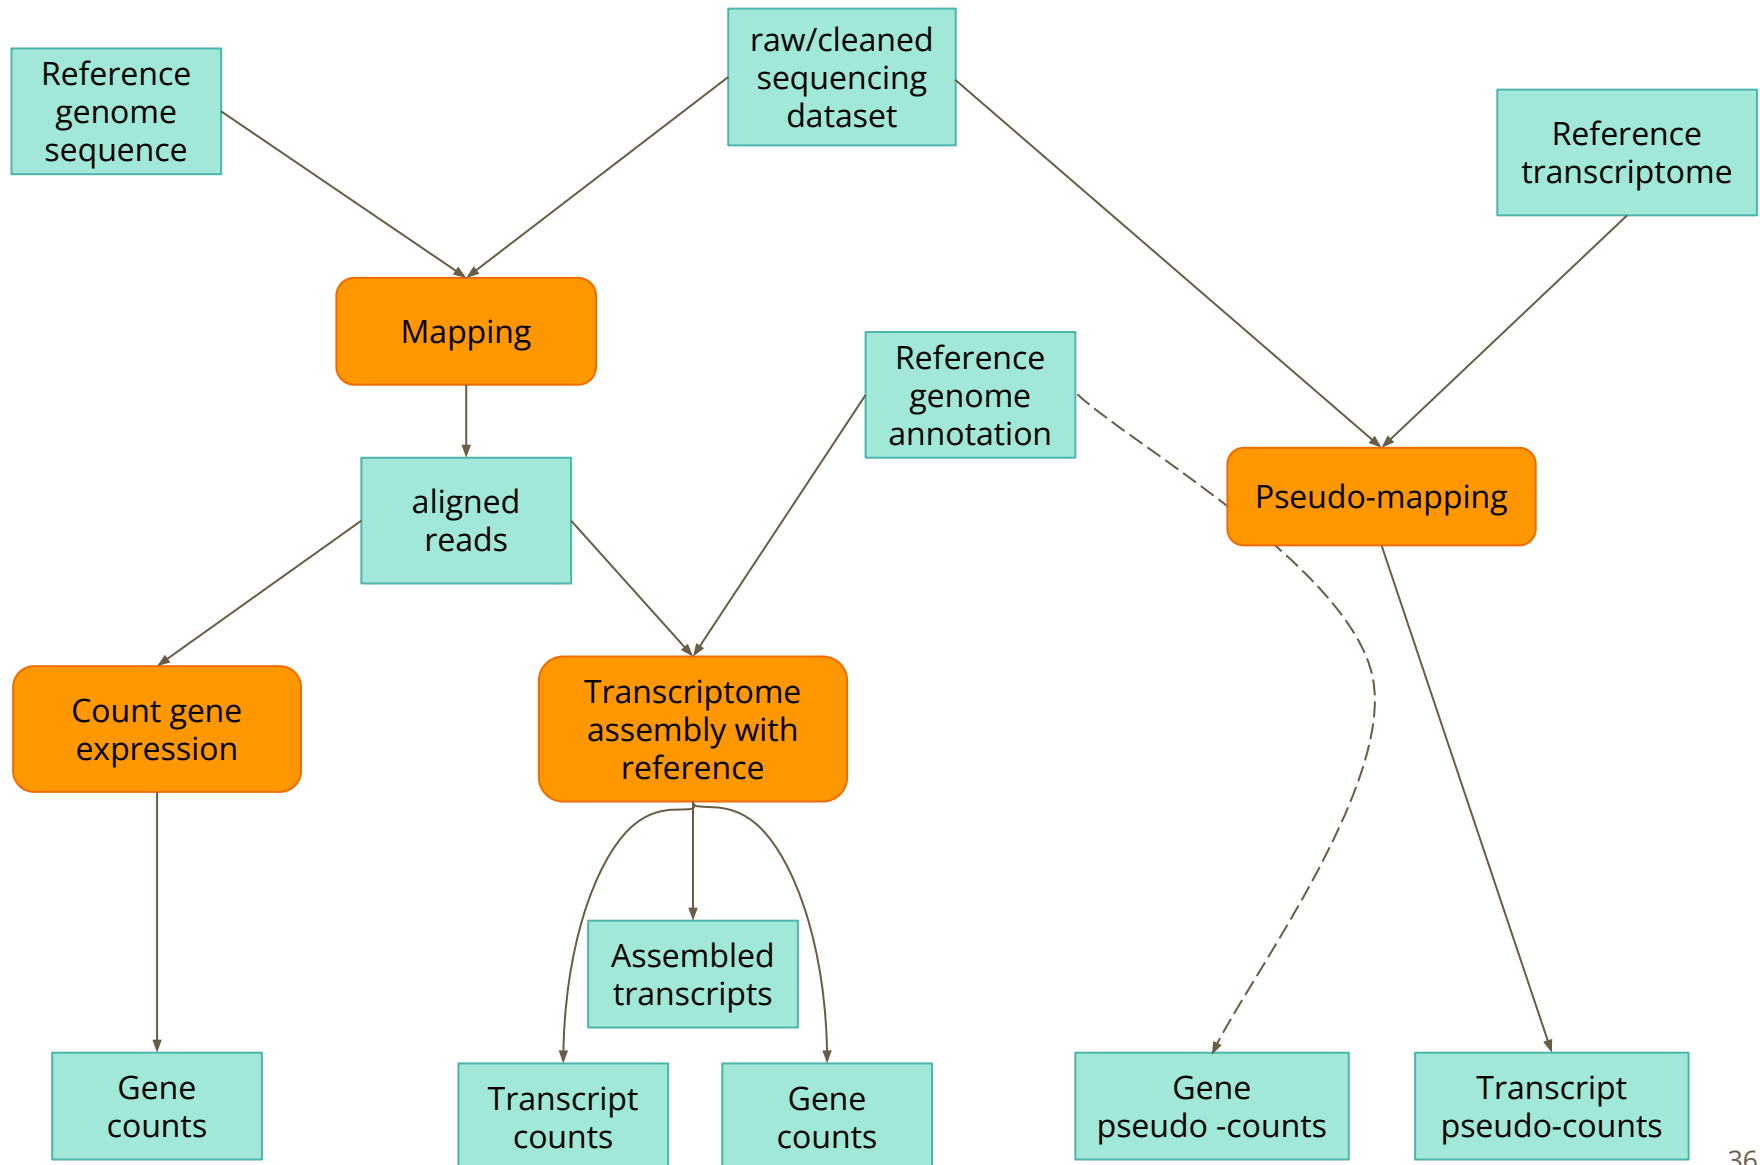 raw/cleaned
sequencing
dataset
Reference
genome
sequence
Reference
transcriptome
Mapping
Reference
genome
annotation
Pseudo-mapping
aligned
reads
Count gene
expression
Transcriptome
assembly with
reference
Assembled
transcripts
Gene
counts
Transcript
counts
Gene
counts
Gene
pseudo -counts
Transcript
pseudo-counts
36